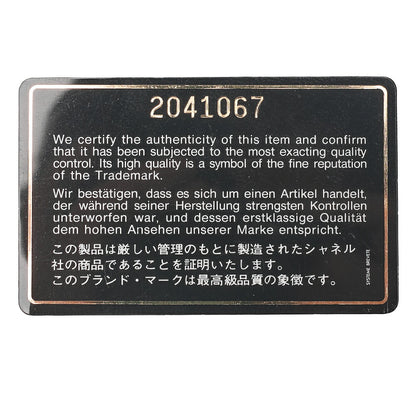 2041067
We certify the authenticity of this item and confirm
that it has been subjected to the most exacting quality
control. Its high quality is a symbol of the fine reputation
of the Trademark.
Wir bestätigen, dass es sich um einen Artikel handelt,
der während seiner Herstellung strengsten Kontrollen
unterworfen war, und dessen erstklassige Qualität
dem hohen Ansehen unserer Marke entspricht.
この製品は厳しい管理のもとに製造されたシャネル
社の商品であることを証明いたします。
このブランド・マークは最高級品質の象徴です。
SYSTEME BREVETE